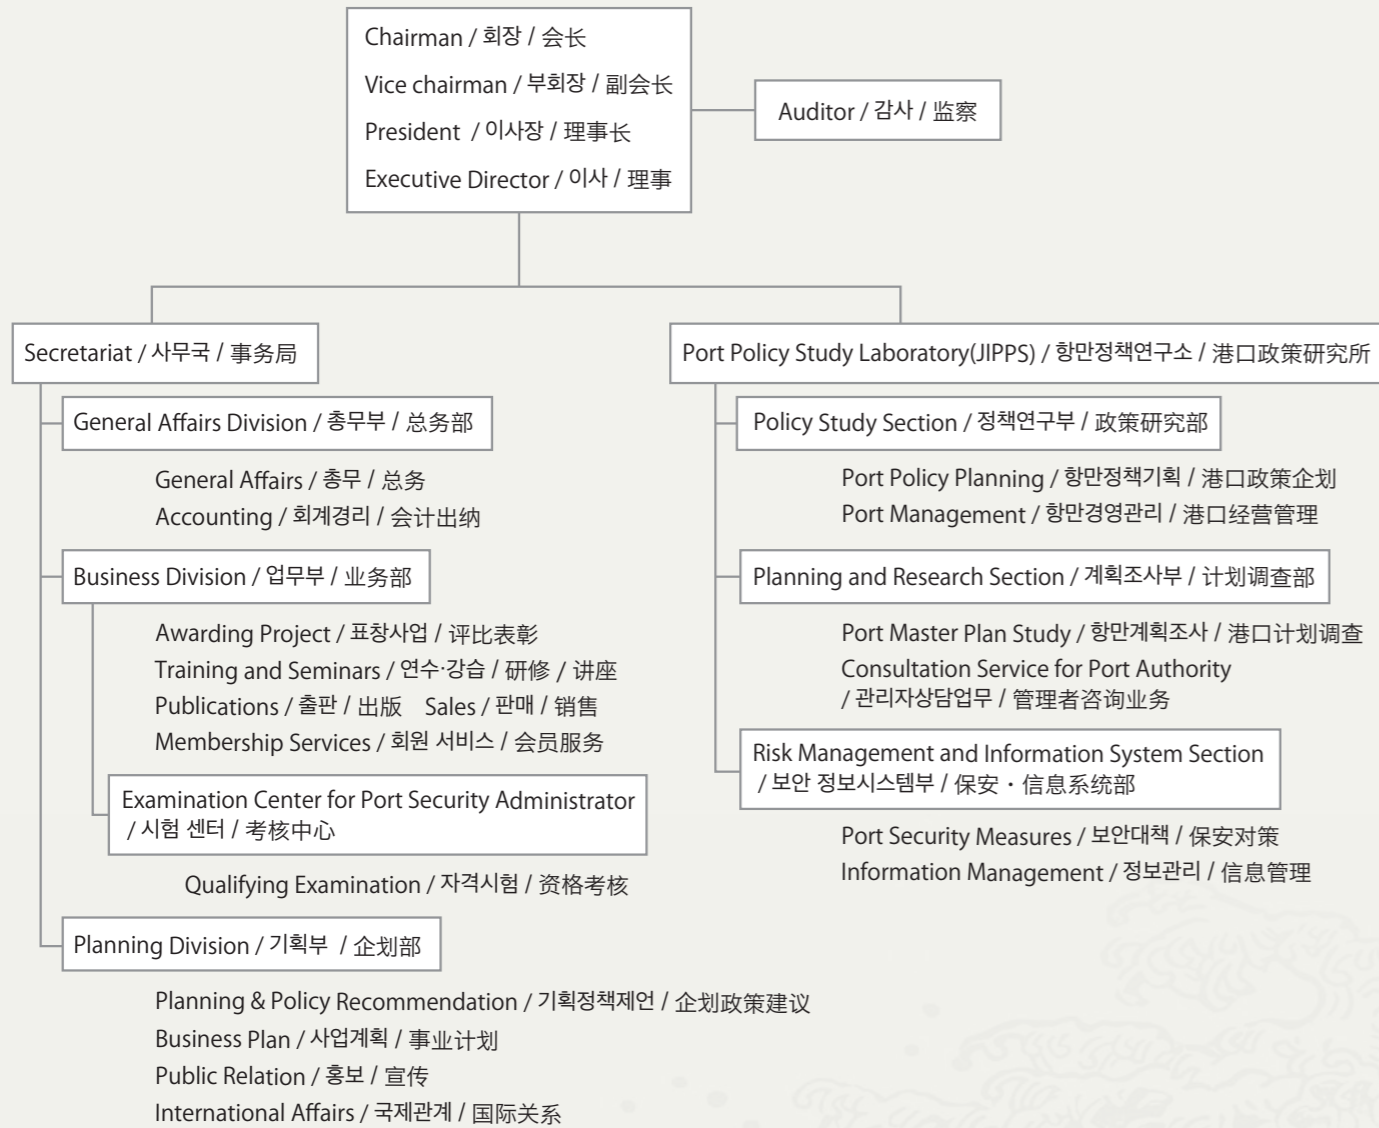 Chairman / 회장 / 会长
Vice chairman / 부회장 / 副会长
President / 이사장 / 理事长
Executive Director / 이사 / 理事
Auditor / 감사 / 监察
Secretariat / 사무국 / 事务局
General Affairs Division / 총무부 / 总务部
General Affairs / 총무 / 总务
Accounting / 회계경리 / 会计出纳
Business Division / 업무부 / 业务部
Awarding Project / 표창사업 / 评比表彰
Training and Seminars / 연수·강습 / 研修 / 讲座
Publications / 출판 / 出版 Sales / 판매 / 销售
Membership Services / 회원 서비스 / 会员服务
Examination Center for Port Security Administrator
/ 시험 센터 / 考核中心
Qualifying Examination / 자격시험 / 资格考核
Planning Division / 기획부 / 企划部
Planning & Policy Recommendation / 기획정책제언 / 企划政策建议
Business Plan / 사업계획 / 事业计划
Public Relation / 홍보 / 宣传
International Affairs / 국제관계 / 国际关系
Port Policy Study Laboratory(JIPPS) / 항만정책연구소 / 港口政策研究所
Policy Study Section / 정책연구부 / 政策研究部
Port Policy Planning / 항만정책기획 / 港口政策企划
Port Management / 항만경영관리 / 港口经营管理
Planning and Research Section / 계획조사부 / 计划调查部
Port Master Plan Study / 항만계획조사 / 港口计划调查
Consultation Service for Port Authority
/ 관리자상담업무 / 管理者咨询业务
Risk Management and Information System Section
/ 보안 정보시스템부 / 保安・信息系统部
Port Security Measures / 보안대책 / 保安对策
Information Management / 정보관리 / 信息管理